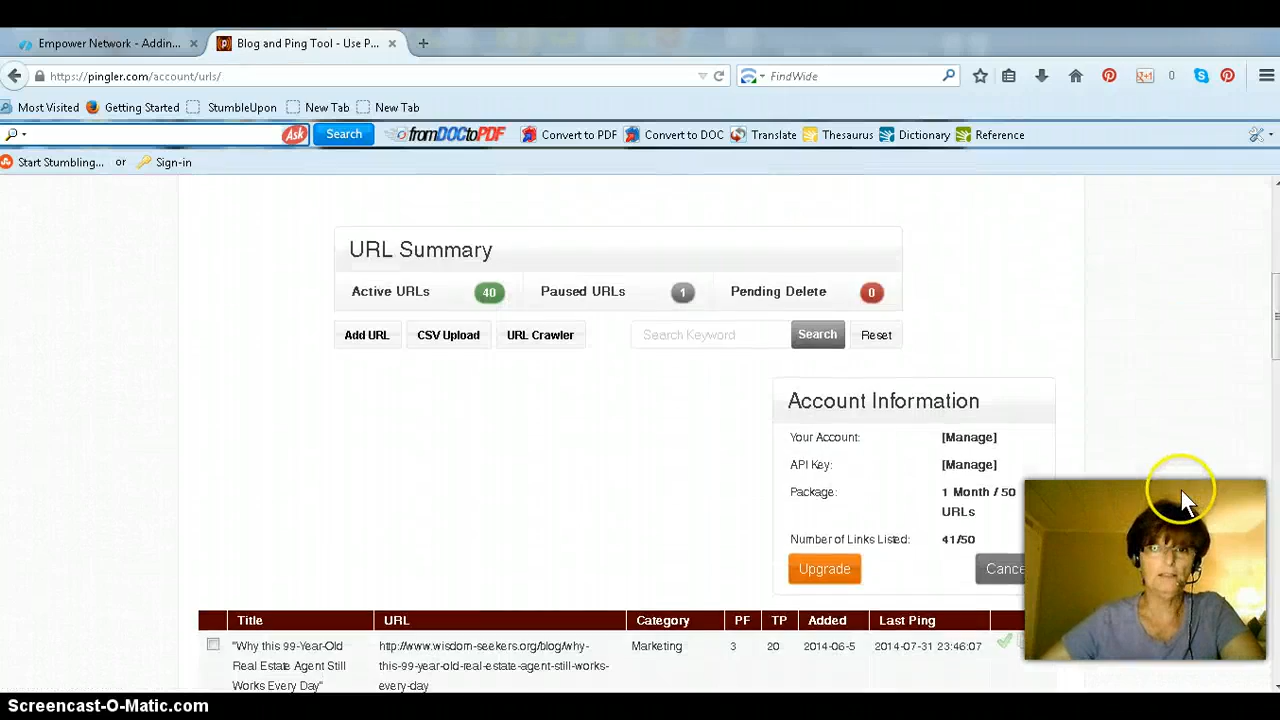 Empower Network - Addin...
Blog and Ping Tool - Use P...
https://pingler.com/account/urls/
FindWide
0
Most Visited Getting Started StumbleUpon New Tab New Tab
Ask Search fromDOCtoPDF Convert to PDF Convert to DOC Translate Thesaurus Dictionary Reference
Start Stumbling... or Sign-in
URL Summary
Active URLs 40 Paused URLs 1 Pending Delete 0
Add URL CSV Upload URL Crawler Search Keyword Search Reset
Account Information
Your Account: [Manage]
API Key: [Manage]
Package: 1 Month / 50
URLs
Number of Links Listed: 41/50
Upgrade Cance
Title URL Category PF TP Added Last Ping
"Why this 99-Year-Old http://www.wisdom-seekers.org/blog/why- Marketing 3 20 2014-06-5 2014-07-31 23:46:07
Real Estate Agent Still this-99-year-old-real-estate-agent-still-works-
Works Every Day" every-day
Screencast-O-Matic.com